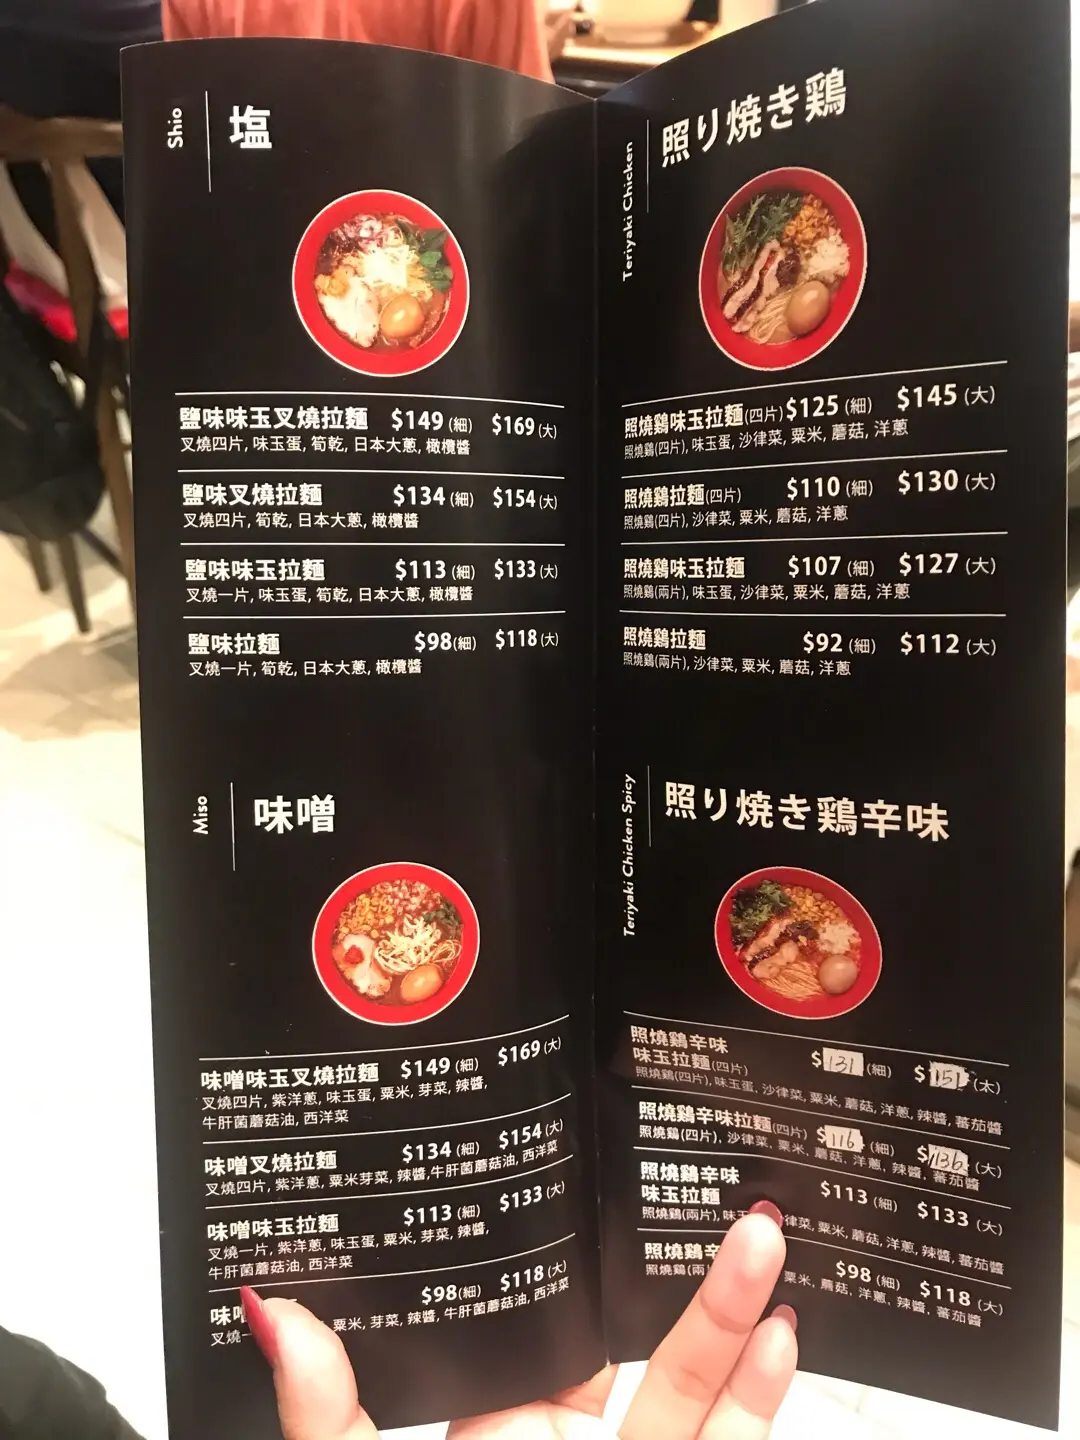 Shio
塩
鹽味味玉叉燒拉麵 $149 (細) $169 (大)
叉燒四片, 味玉蛋, 筍乾, 日本大蔥, 橄欖醬
鹽味叉燒拉麵 $134 (細) $154 (大)
叉燒四片, 筍乾, 日本大蔥, 橄欖醬
鹽味味玉拉麵 $113 (細) $133 (大)
叉燒一片, 味玉蛋, 筍乾, 日本大蔥, 橄欖醬
鹽味拉麵 $98(細) $118 (大)
叉燒一片, 筍乾, 日本大蔥, 橄欖醬
Miso
味噌
味噌味玉叉燒拉麵 $149 (細) $169 (大)
叉燒四片, 紫洋蔥, 味玉蛋, 粟米, 芽菜, 辣醬,
牛肝菌蘑菇油, 西洋菜
味噌叉燒拉麵 $134 (細) $154 (大)
叉燒四片, 紫洋蔥, 粟米芽菜, 辣醬,牛肝菌蘑菇油, 西洋菜
味噌味玉拉麵 $113 (細) $133 (大)
叉燒一片, 紫洋蔥, 味玉蛋, 粟米, 芽菜, 辣醬,
牛肝菌蘑菇油, 西洋菜
味噌 $98(細) $118 (大)
叉燒一 粟米, 芽菜, 辣醬, 牛肝菌蘑菇油, 西洋菜
Teriyaki Chicken
照り焼き鶏
照燒鷄味玉拉麵(四片) $125 (細) $145 (大)
照燒鷄(四片), 味玉蛋, 沙律菜, 粟米, 蘑菇, 洋蔥
照燒鷄拉麵(四片) $110 (細) $130 (大)
照燒鷄(四片), 沙律菜, 粟米, 蘑菇, 洋蔥
照燒鷄味玉拉麵 $107 (細) $127 (大)
照燒鷄(兩片), 味玉蛋, 沙律菜, 粟米, 蘑菇, 洋蔥
照燒鷄拉麵 $92 (細) $112 (大)
照燒鷄(兩片), 沙律菜, 粟米, 蘑菇, 洋蔥
Teriyaki Chicken Spicy
照り焼き鶏辛味
照燒鷄辛味
味玉拉麵(四片) $131 (細) $151 (大)
照燒鷄(四片), 味玉蛋, 沙律菜, 粟米, 蘑菇, 洋蔥, 辣醬, 蕃茄醬
照燒鷄辛味拉麵(四片) $116 (細) $136 (大)
照燒鷄(四片), 沙律菜, 粟米, 蘑菇, 洋蔥, 辣醬, 蕃茄醬
照燒鷄辛味
味玉拉麵 $113 (細) $133 (大)
照燒鷄(兩片), 味玉 律菜, 粟米, 蘑菇, 洋蔥, 辣醬, 蕃茄醬
照燒鷄辛 $98 (細) $118 (大)
照燒鷄(兩 粟米, 蘑菇, 洋蔥, 辣醬, 蕃茄醬